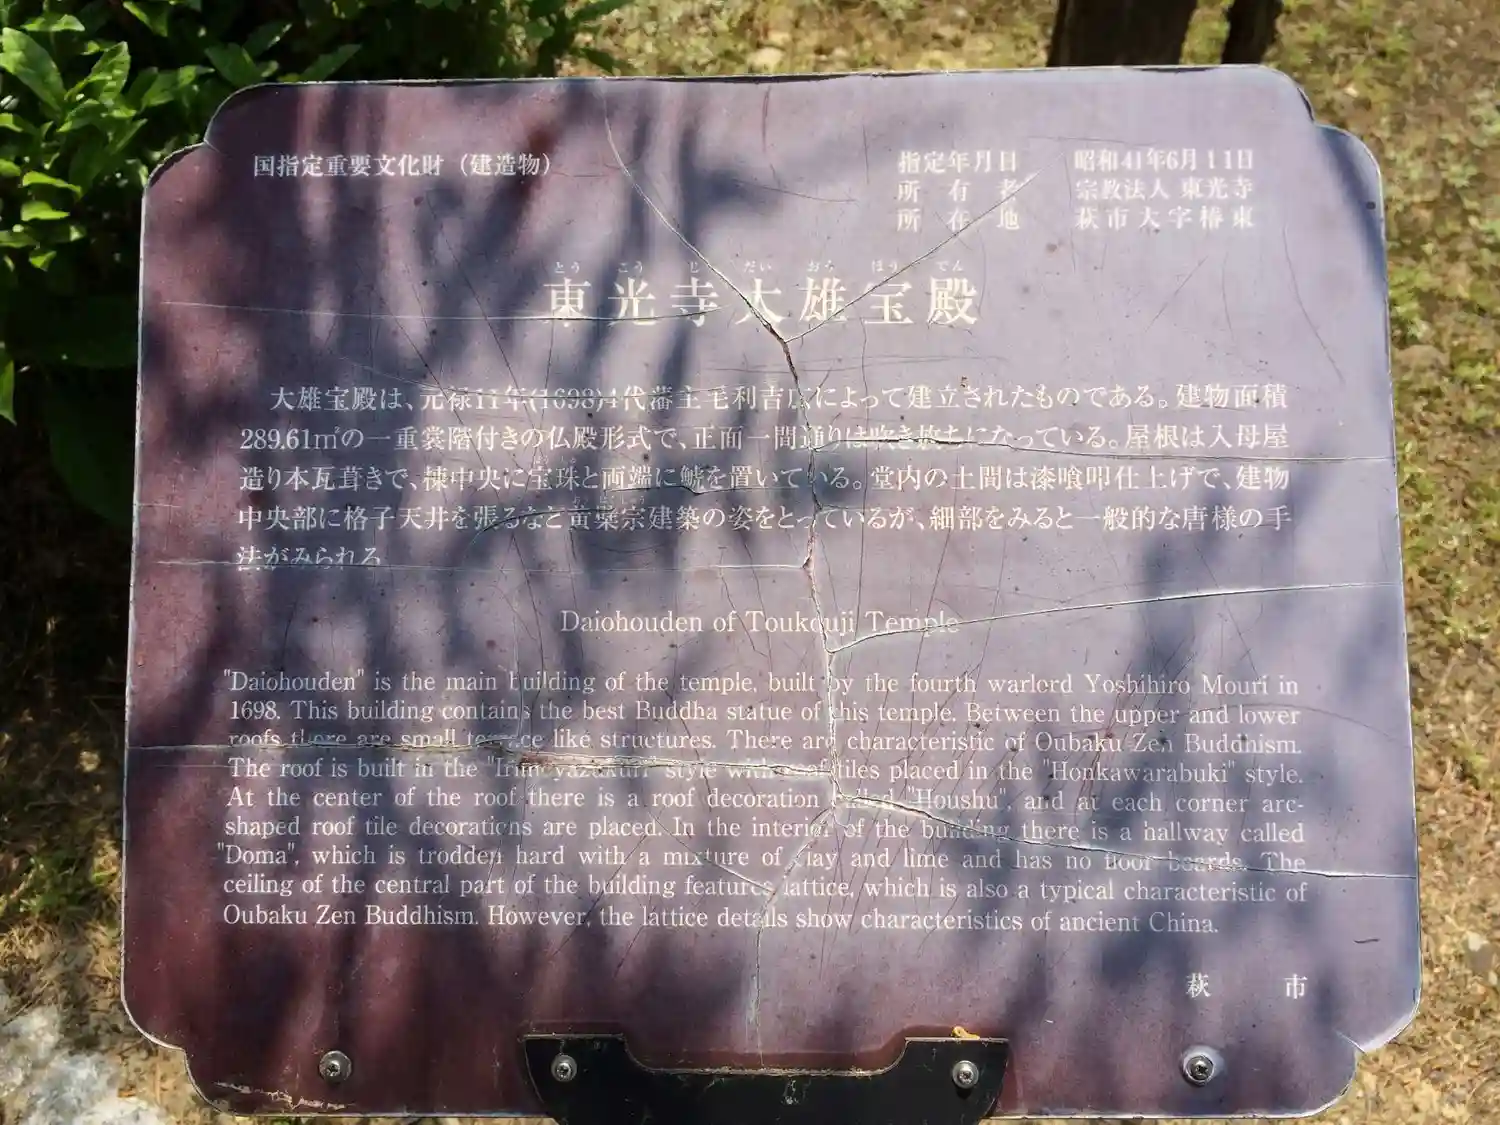 国指定重要文化財（建造物）
指定年月日 昭和41年6月11日
所有者 宗教法人 東光寺
所在地 萩市大字椿東
とう こう じ だい おう ほう でん
東光寺大雄宝殿
大雄宝殿は、元禄11年(1698)4代藩主毛利吉広によって建立されたものである。建物面積
289.61㎡の一重裳階付きの仏殿形式で、正面一間通りは吹き放ちになっている。屋根は入母屋
造り本瓦葺きで、棟中央に宝珠と両端に鯱を置いている。堂内の土間は漆喰叩仕上げで、建物
中央部に格子天井を張るなど黄檗宗建築の姿をとっているが、細部をみると一般的な唐様の手
法がみられる
Daiohouden of Toukouji Temple
"Daiohouden" is the main building of the temple, built by the fourth warlord Yoshihiro Mouri in
1698. This building contains the best Buddha statue of this temple. Between the upper and lower
roofs there are small terrace like structures. There are characteristic of Oubaku Zen Buddhism.
The roof is built in the "Irimoyazukuri" style with roof tiles placed in the "Honkawarabuki" style.
At the center of the roof there is a roof decoration called "Houshu", and at each corner arc-
shaped roof tile decorations are placed. In the interior of the building there is a hallway called
"Doma", which is trodden hard with a mixture of clay and lime and has no floor boards. The
ceiling of the central part of the building features lattice, which is also a typical characteristic of
Oubaku Zen Buddhism. However, the lattice details show characteristics of ancient China.
萩市